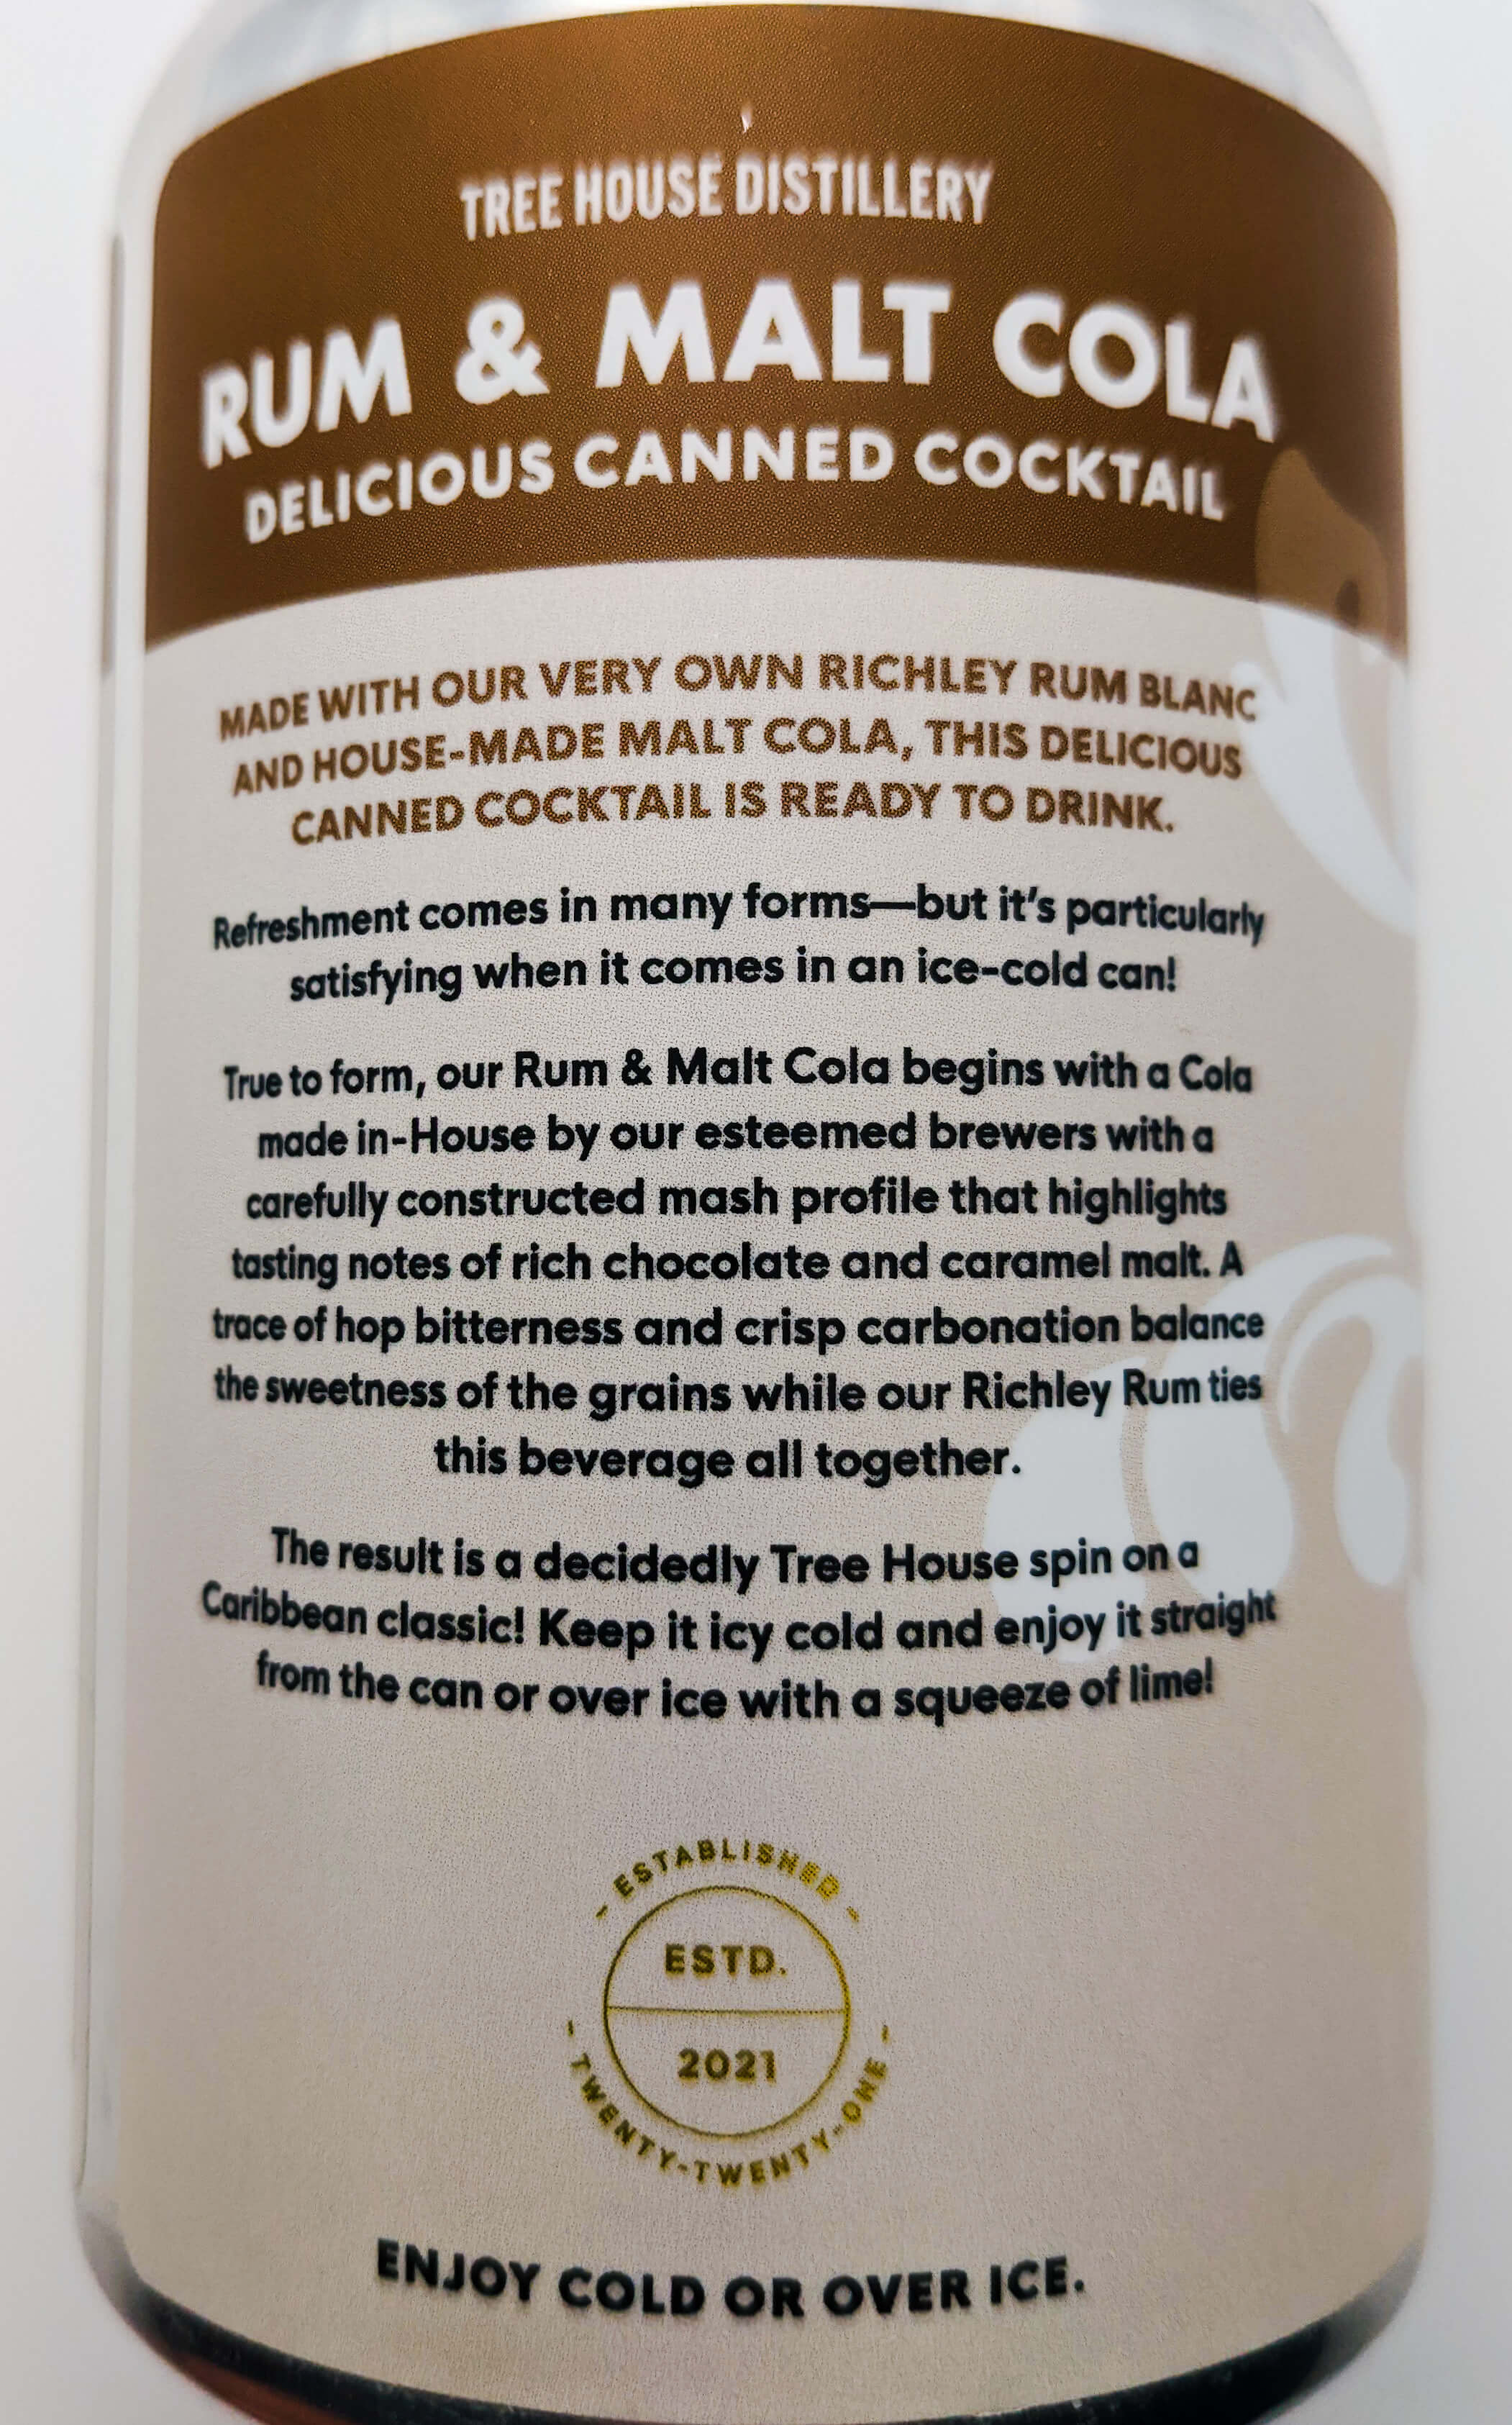 TREE HOUSE DISTILLERY
RUM & MALT COLA
DELICIOUS CANNED COCKTAIL
MADE WITH OUR VERY OWN RICHLEY RUM BLANC
AND HOUSE-MADE MALT COLA, THIS DELICIOUS
CANNED COCKTAIL IS READY TO DRINK.
Refreshment comes in many forms—but it's particularly
satisfying when it comes in an ice-cold can!
True to form, our Rum & Malt Cola begins with a Cola
made in-House by our esteemed brewers with a
carefully constructed mash profile that highlights
tasting notes of rich chocolate and caramel malt. A
trace of hop bitterness and crisp carbonation balance
the sweetness of the grains while our Richley Rum ties
this beverage all together.
The result is a decidedly Tree House spin on a
Caribbean classic! Keep it icy cold and enjoy it straight
from the can or over ice with a squeeze of lime!
- ESTABLISHED -
ESTD.
2021
- TWENTY-TWENTY-ONE -
ENJOY COLD OR OVER ICE.